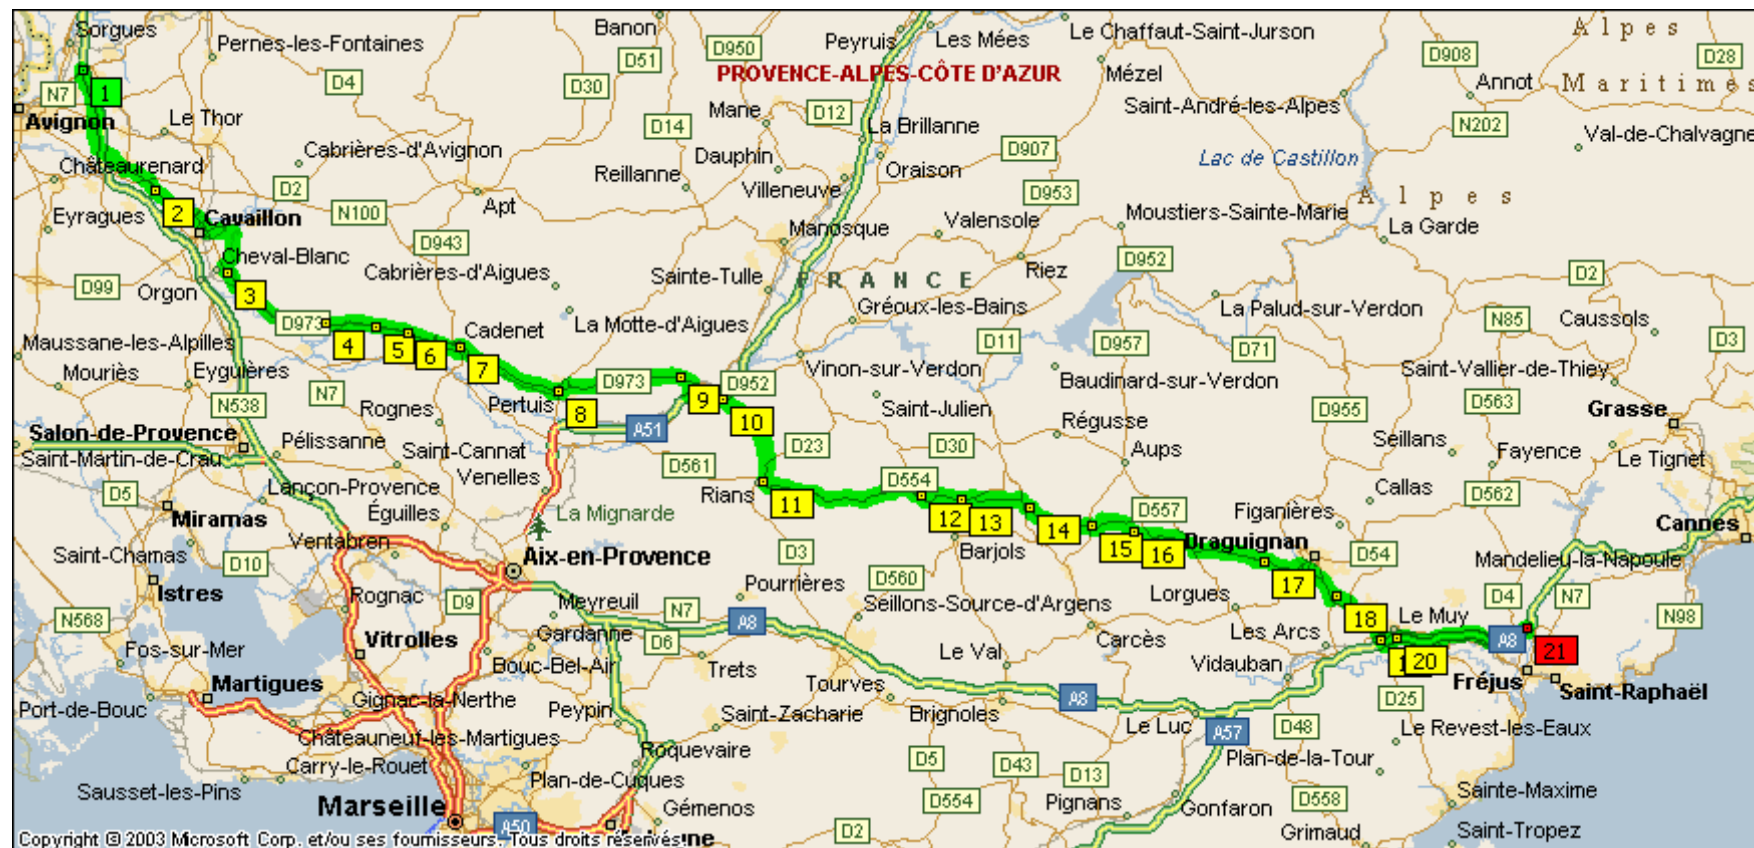 Sorgues
Pernes-les-Fontaines
Banon
D51
D950
Peyruis
Les Mées
Le Chaffaut-Saint-Jurson
Alpes
D908
D28
N7
1
D4
D30
PROVENCE-ALPES-CÔTE D'AZUR
Mézel
Annot
Maritimes
Avignon
Le Thor
D14
Mane
D12
La Brillanne
Saint-André-les-Alpes
N202
Val-de-Chalvagne
Châteaurenard
Cabrières-d'Avignon
Reillanne
Dauphin
Oraison
D907
Lac de Castillon
D2
Villeneuve
D953
Alpes
Eyragues
2
Cavaillon
N100
Apt
Valensole
Moustiers-Sainte-Marie
La Garde
D943
Manosque
Cheval-Blanc
Cabrières-d'Aigues
Sainte-Tulle
FRANCE
Riez
D952
D2
D99
Orgon
3
Gréoux-les-Bains
La Palud-sur-Verdon
D973
Cadenet
La Motte-d'Aigues
N85
Caussols
Maussane-les-Alpilles
4
5
6
D11
D957
D71
D3
Mouriès
Eyguières
7
Vinon-sur-Verdon
Baudinard-sur-Verdon
Saint-Vallier-de-Thiey
N7
D973
D952
N538
Rognes
Pertuis
8
9
10
Saint-Julien
Régusse
D955
D563
Grasse
Salon-de-Provence
Pélissanne
A51
Seillans
Saint-Martin-de-Crau
Saint-Cannat
Venelles
D561
D23
D30
Aups
Fayence
Le Tignet
D5
Lançon-Provence
Rians
11
D554
Callas
D562
Miramas
Éguilles
La Mignarde
12
13
14
D557
Figanières
Cannes
Saint-Chamas
Ventabren
Aix-en-Provence
D3
Barjols
15
16
Draguignan
D54
Mandelieu-la-Napoule
D10
Istres
Pourrières
D560
17
Rognac
D9
Meyreuil
N7
Seillons-Source-d'Argens
Lorgues
D4
N7
N568
Gardanne
D6
A8
18
Le Muy
N98
Vitrolles
Carcès
Les Arcs
A8
Fos-sur-Mer
Bouc-Bel-Air
Trets
Le Val
Vidauban
20
21
Martigues
Tourves
Fréjus
Saint-Raphaël
Port-de-Bouc
Gignac-la-Nerthe
Peypin
Saint-Zacharie
Brignoles
A8
D25
Châteauneuf-les-Martigues
Roquevaire
Le Luc
A57
D48
Le Revest-les-Eaux
Carry-le-Rouet
Plan-de-Cuques
D5
D43
D13
Plan-de-la-Tour
Sausset-les-Pins
Marseille
Gémenos
D554
Pignans
Gonfaron
D558
Sainte-Maxime
A50
D2
Grimaud
Saint-Tropez
Copyright © 2003 Microsoft Corp. et/ou ses fournisseurs. Tous droits réservés.